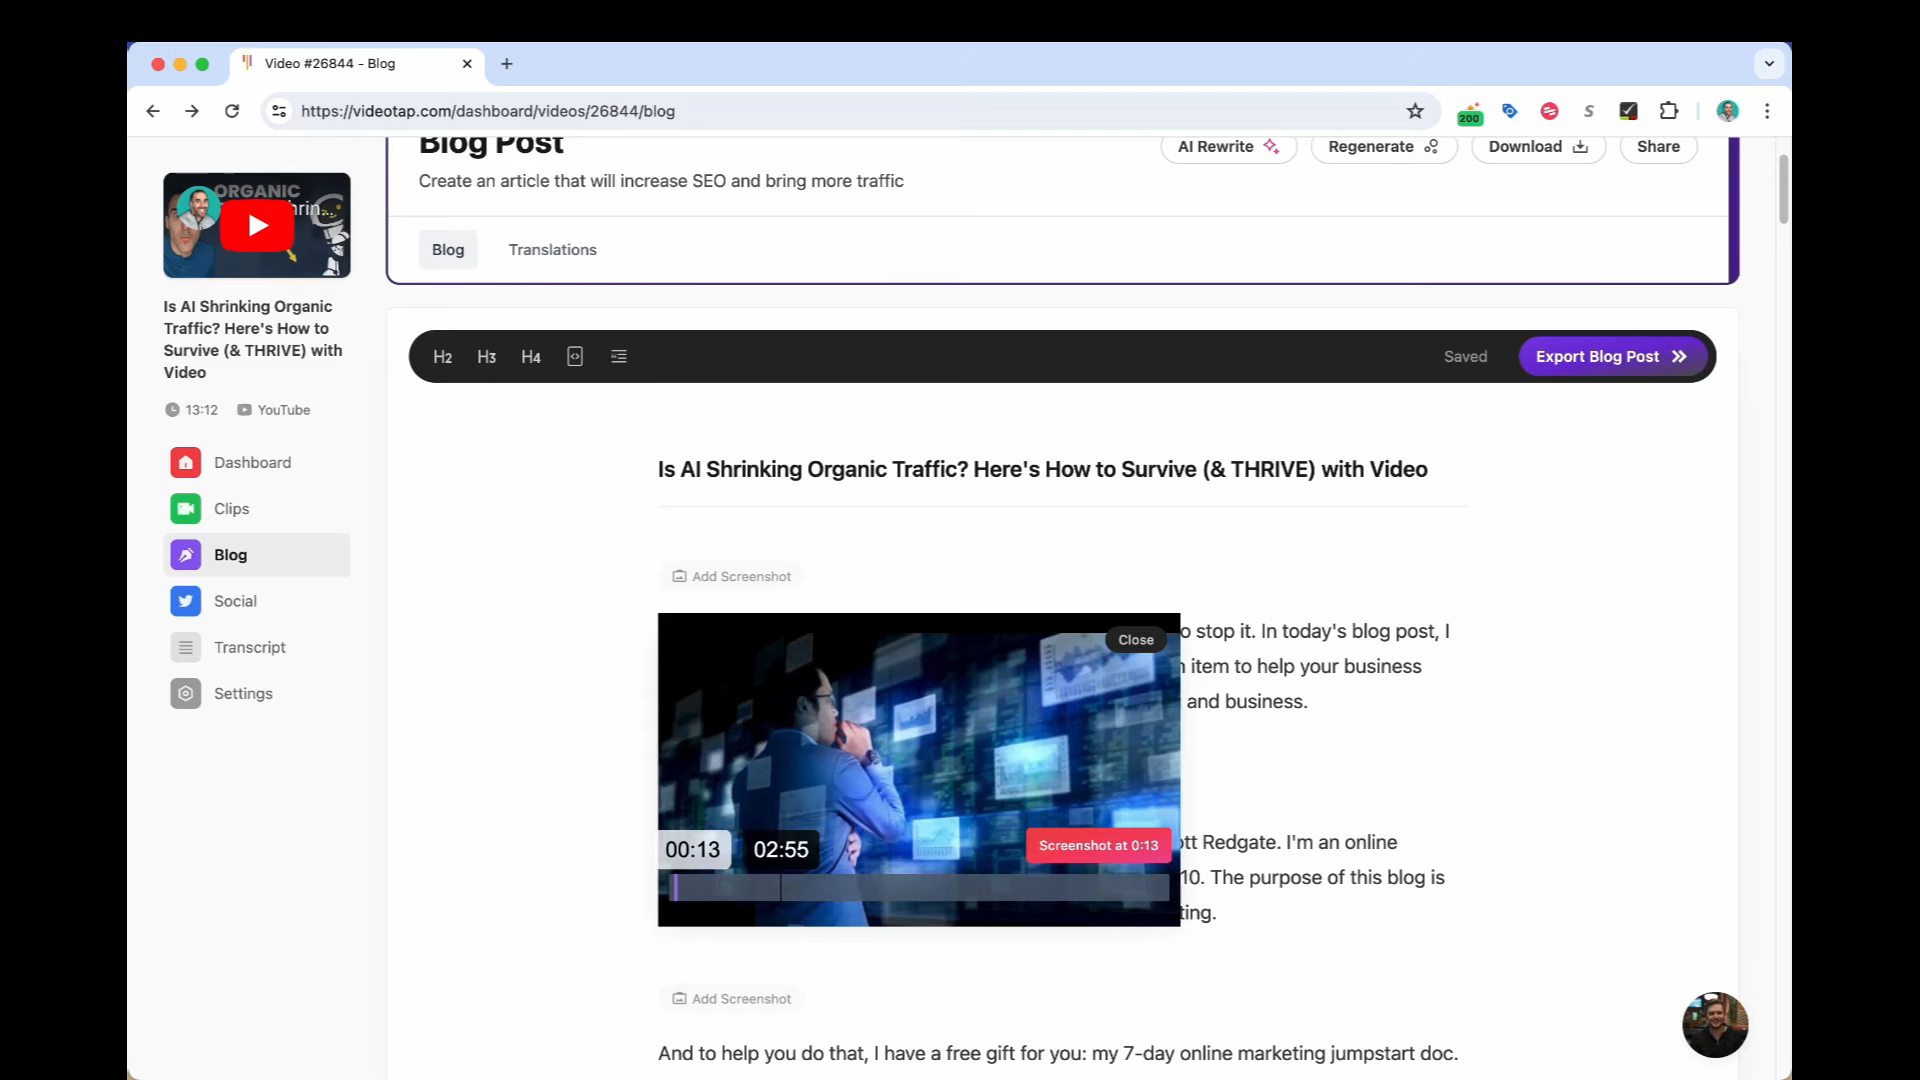 Video #26844 - Blog
https://videotap.com/dashboard/videos/26844/blog
200
S
ORGANIC
hrin...
Is AI Shrinking Organic
Traffic? Here's How to
Survive (& THRIVE) with
Video
13:12
YouTube
Dashboard
Clips
Blog
Social
Transcript
Settings
Blog Post
Create an article that will increase SEO and bring more traffic
AI Rewrite
Regenerate
Download
Share
Blog
Translations
H2 H3 H4
Saved
Export Blog Post
Is AI Shrinking Organic Traffic? Here's How to Survive (& THRIVE) with Video
Add Screenshot
Close
o stop it. In today's blog post, I
item to help your business
and business.
00:13
02:55
Screenshot at 0:13
tt Redgate. I'm an online
10. The purpose of this blog is
ting.
Add Screenshot
And to help you do that, I have a free gift for you: my 7-day online marketing jumpstart doc.